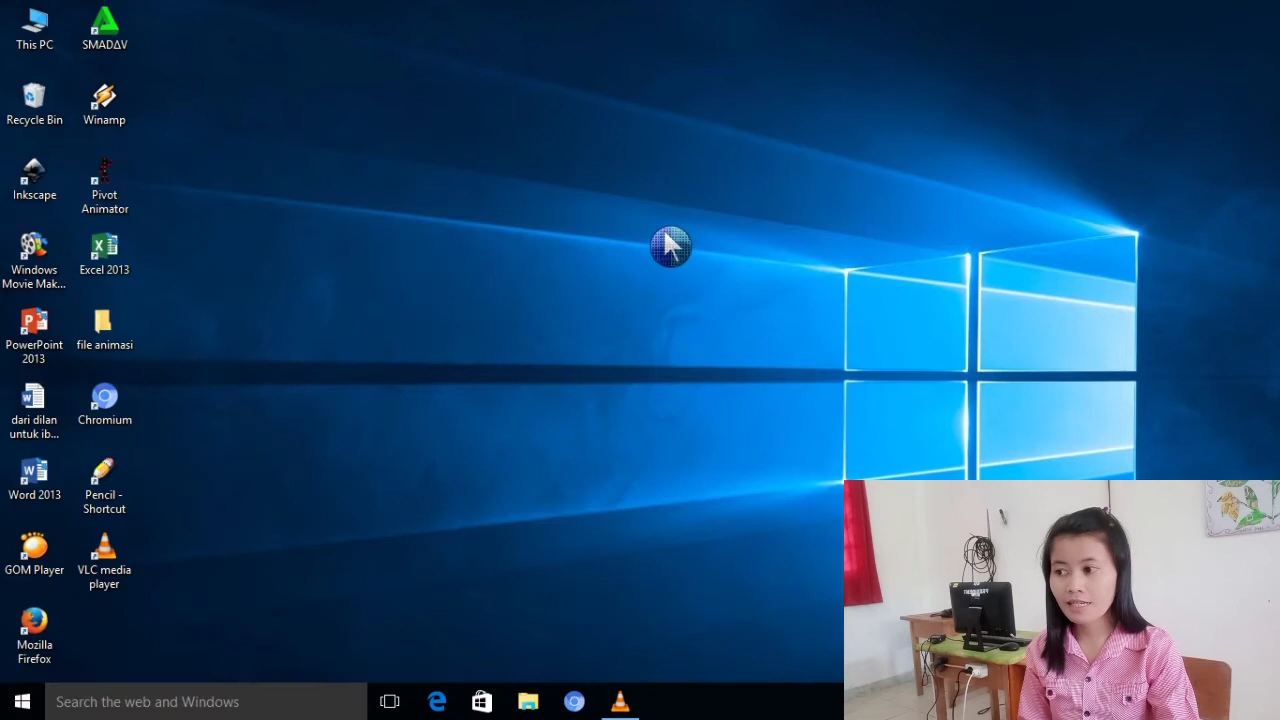 This PC
SMADΔV
Recycle Bin
Winamp
Inkscape
Pivot
Animator
Windows
Movie Mak...
Excel 2013
PowerPoint
2013
file animasi
dari dilan
untuk ib...
Chromium
Word 2013
Pencil -
Shortcut
GOM Player
VLC media
player
Mozilla
Firefox
Search the web and Windows